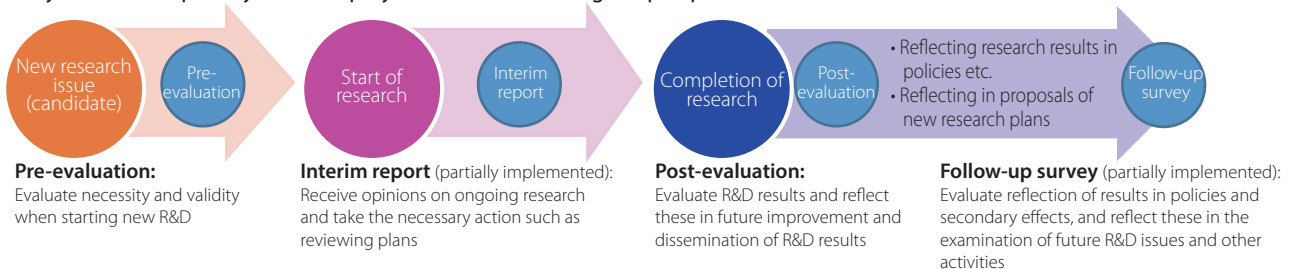 New research
issue
(candidate)
Pre-
evaluation
Start of
research
Interim
report
Completion of
research
Post-
evaluation
• Reflecting research results in
policies etc.
• Reflecting in proposals of
new research plans
Follow-up
survey
Pre-evaluation:
Evaluate necessity and validity
when starting new R&D
Interim report (partially implemented):
Receive opinions on ongoing research
and take the necessary action such as
reviewing plans
Post-evaluation:
Evaluate R&D results and reflect
these in future improvement and
dissemination of R&D results
Follow-up survey (partially implemented):
Evaluate reflection of results in policies and
secondary effects, and reflect these in the
examination of future R&D issues and other
activities